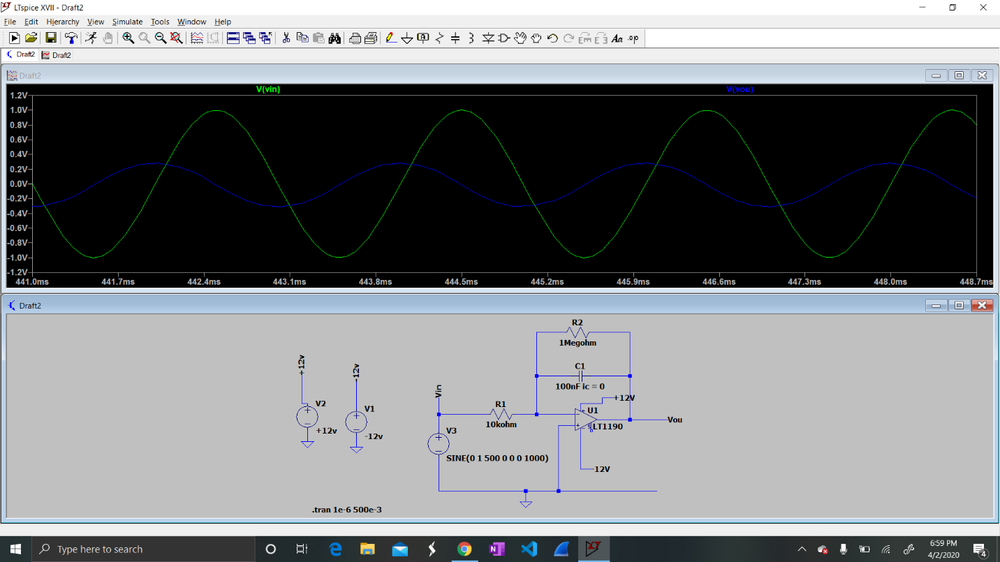 LTspice XVII - Draft2
File Edit Hierarchy View Simulate Tools Window Help
Aa .op
Draft2 Draft2
Draft2
V(vin) V(vou)
1.2V
1.0V
0.8V
0.6V
0.4V
0.2V
0.0V
-0.2V
-0.4V
-0.6V
-0.8V
-1.0V
-1.2V
441.0ms 441.7ms 442.4ms 443.1ms 443.8ms 444.5ms 445.2ms 445.9ms 446.6ms 447.3ms 448.0ms 448.7ms
Draft2
R2
1Megohm
C1
100nF ic = 0
+12v
-12v
Vin
V2
+12v
V1
-12v
R1
10kohm
+12V
U1
LT1190
Vou
V3
SINE(0 1 500 0 0 0 1000)
12V
.tran 1e-6 500e-3
Type here to search
6:59 PM
4/2/2020
4